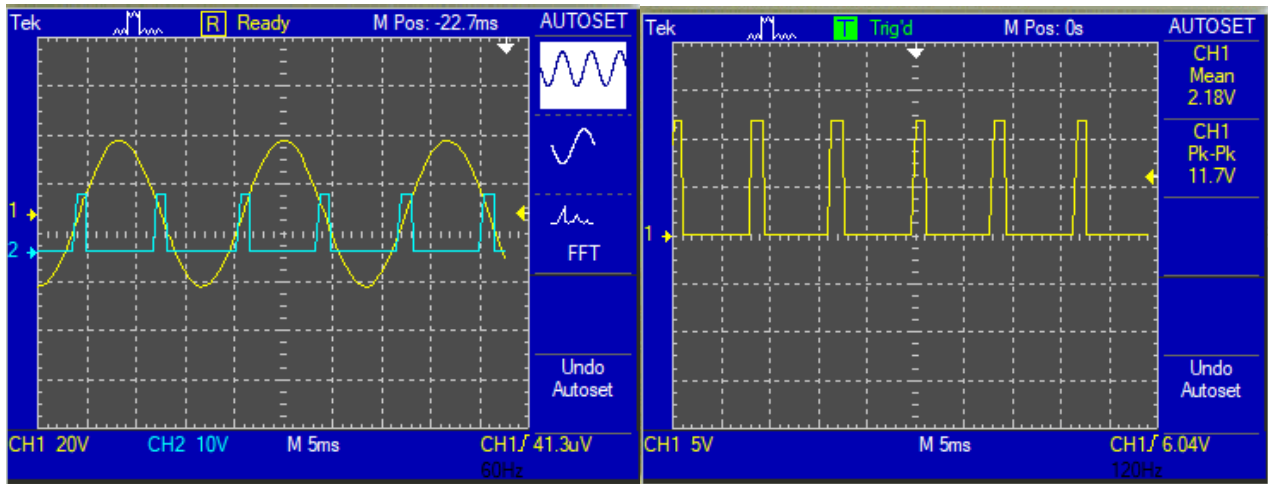 Tek R Ready M Pos: -22.7ms AUTOSET
1
2
FFT
Undo
Autoset
CH1 20V CH2 10V M 5ms CH1 41.3uV
60Hz
Tek T Trig'd M Pos: 0s AUTOSET
CH1
Mean
2.18V
CH1
Pk-Pk
11.7V
1
Undo
Autoset
CH1 5V M 5ms CH1 6.04V
120Hz